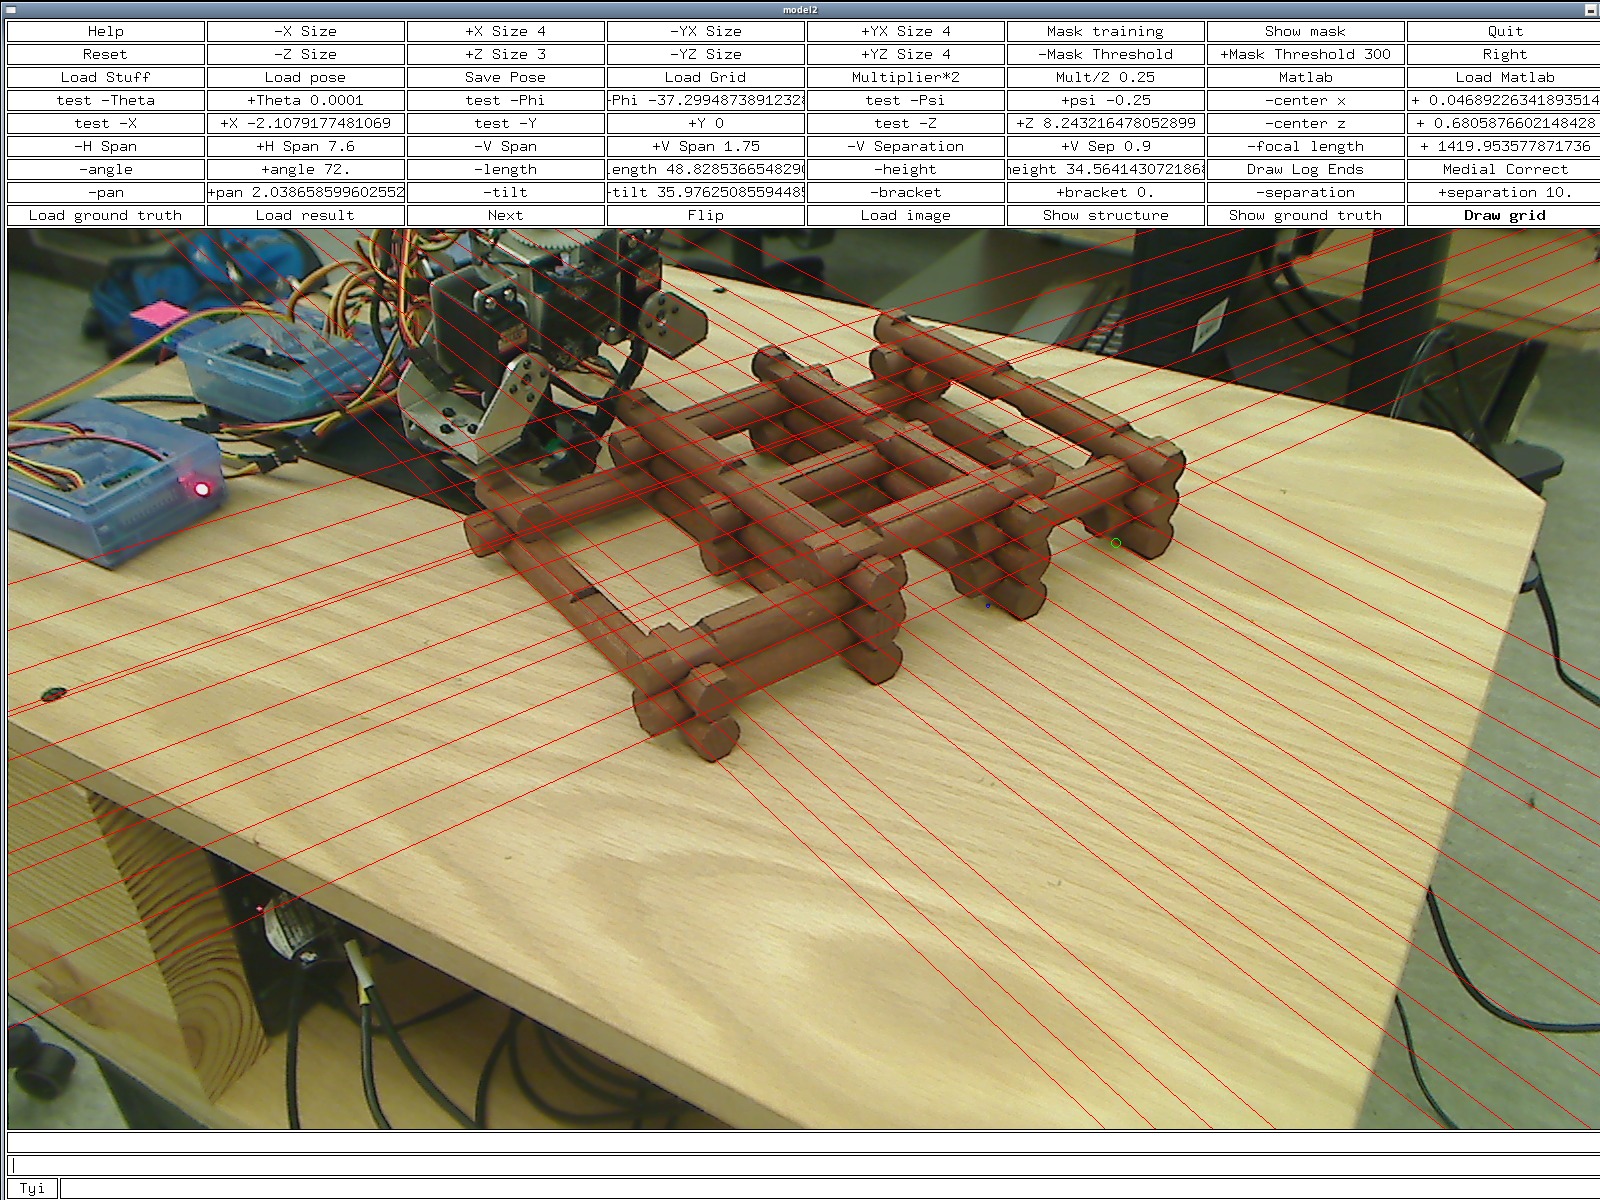 model2
Help -X Size +X Size 4 -YX Size +YX Size 4 Mask training Show mask Quit
Reset -Z Size +Z Size 3 -YZ Size +YZ Size 4 -Mask Threshold +Mask Threshold 300 Right
Load Stuff Load pose Save Pose Load Grid Multiplier*2 Mult/2 0.25 Matlab Load Matlab
test -Theta +Theta 0.0001 test -Phi -Phi -37.29948738912328 test -Psi +psi -0.25 -center x + 0.04689226341893514
test -X +X -2.1079177481069 test -Y +Y 0 test -Z +Z 8.243216478052899 -center z + 0.6805876602148428
-H Span +H Span 7.6 -V Span +V Span 1.75 -V Separation +V Sep 0.9 -focal length + 1419.953577871736
-angle +angle 72. -length length 48.8285366548290 -height height 34.5641430721868 Draw Log Ends Medial Correct
-pan +pan 2.038658599602552 -tilt +tilt 35.97625085594485 -bracket +bracket 0. -separation +separation 10.
Load ground truth Load result Next Flip Load image Show structure Show ground truth Draw grid
Tyi